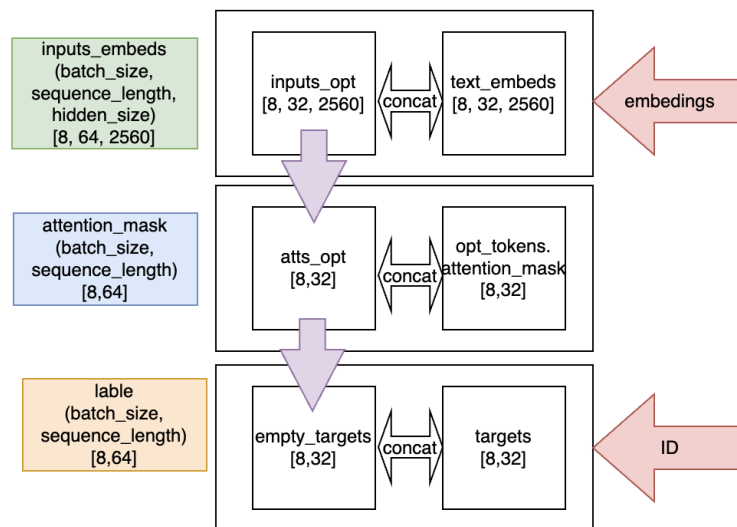 inputs_embeds
(batch_size,
sequence_length,
hidden_size)
[8, 64, 2560]
inputs_opt
[8, 32, 2560]
concat
text_embeds
[8, 32, 2560]
embedings
attention_mask
(batch_size,
sequence_length)
[8,64]
atts_opt
[8,32]
concat
opt_tokens.
attention_mask
[8,32]
lable
(batch_size,
sequence_length)
[8,64]
empty_targets
[8,32]
concat
targets
[8,32]
ID